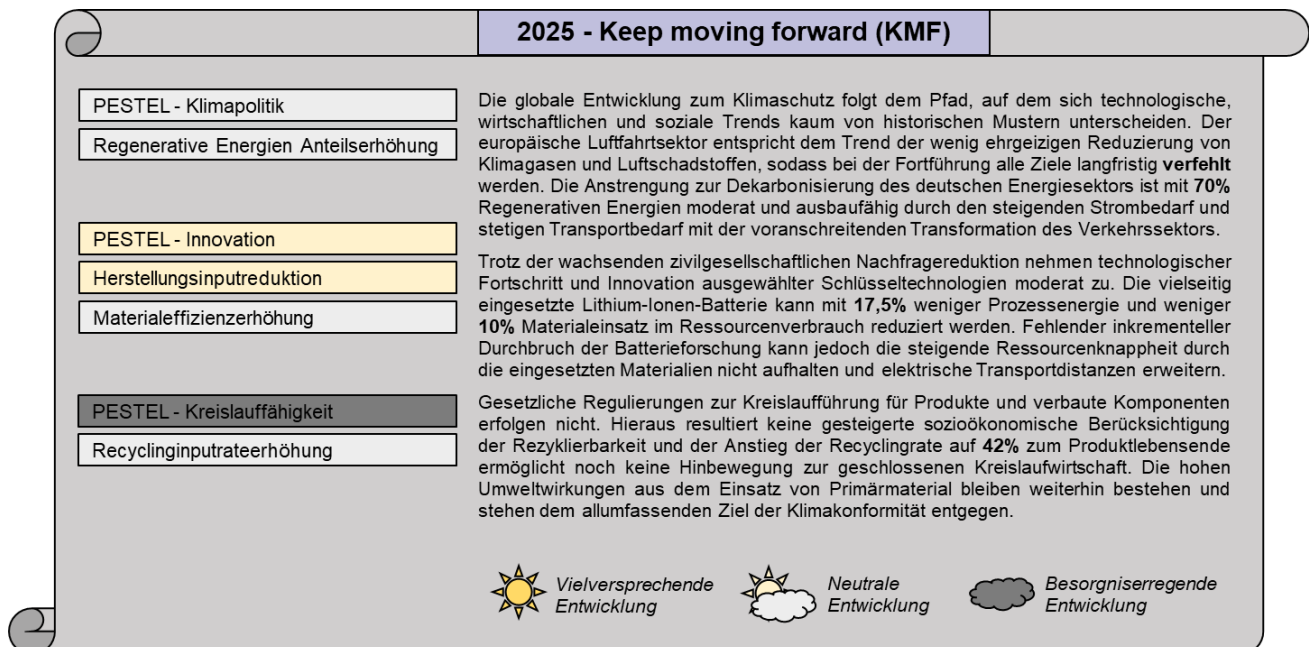 2025 - Keep moving forward (KMF)
PESTEL - Klimapolitik
Regenerative Energien Anteilserhöhung
Die globale Entwicklung zum Klimaschutz folgt dem Pfad, auf dem sich technologische,
wirtschaftlichen und soziale Trends kaum von historischen Mustern unterscheiden. Der
europäische Luftfahrtsektor entspricht dem Trend der wenig ehrgeizigen Reduzierung von
Klimagasen und Luftschadstoffen, sodass bei der Fortführung alle Ziele langfristig verfehlt
werden. Die Anstrengung zur Dekarbonisierung des deutschen Energiesektors ist mit 70%
Regenerativen Energien moderat und ausbaufähig durch den steigenden Strombedarf und
stetigen Transportbedarf mit der voranschreitenden Transformation des Verkehrssektors.
PESTEL - Innovation
Herstellungsinputreduktion
Materialeffizienzerhöhung
Trotz der wachsenden zivilgesellschaftlichen Nachfragereduktion nehmen technologischer
Fortschritt und Innovation ausgewählter Schlüsseltechnologien moderat zu. Die vielseitig
eingesetzte Lithium-Ionen-Batterie kann mit 17,5% weniger Prozessenergie und weniger
10% Materialeinsatz im Ressourcenverbrauch reduziert werden. Fehlender inkrementeller
Durchbruch der Batterieforschung kann jedoch die steigende Ressourcenknappheit durch
die eingesetzten Materialien nicht aufhalten und elektrische Transportdistanzen erweitern.
PESTEL - Kreislauffähigkeit
Recyclinginputrateerhöhung
Gesetzliche Regulierungen zur Kreislaufführung für Produkte und verbaute Komponenten
erfolgen nicht. Hieraus resultiert keine gesteigerte sozioökonomische Berücksichtigung
der Rezyklierbarkeit und der Anstieg der Recyclingrate auf 42% zum Produktlebensende
ermöglicht noch keine Hinbewegung zur geschlossenen Kreislaufwirtschaft. Die hohen
Umweltwirkungen aus dem Einsatz von Primärmaterial bleiben weiterhin bestehen und
stehen dem allumfassenden Ziel der Klimakonformität entgegen.
Vielversprechende
Entwicklung
Neutrale
Entwicklung
Besorgniserregende
Entwicklung